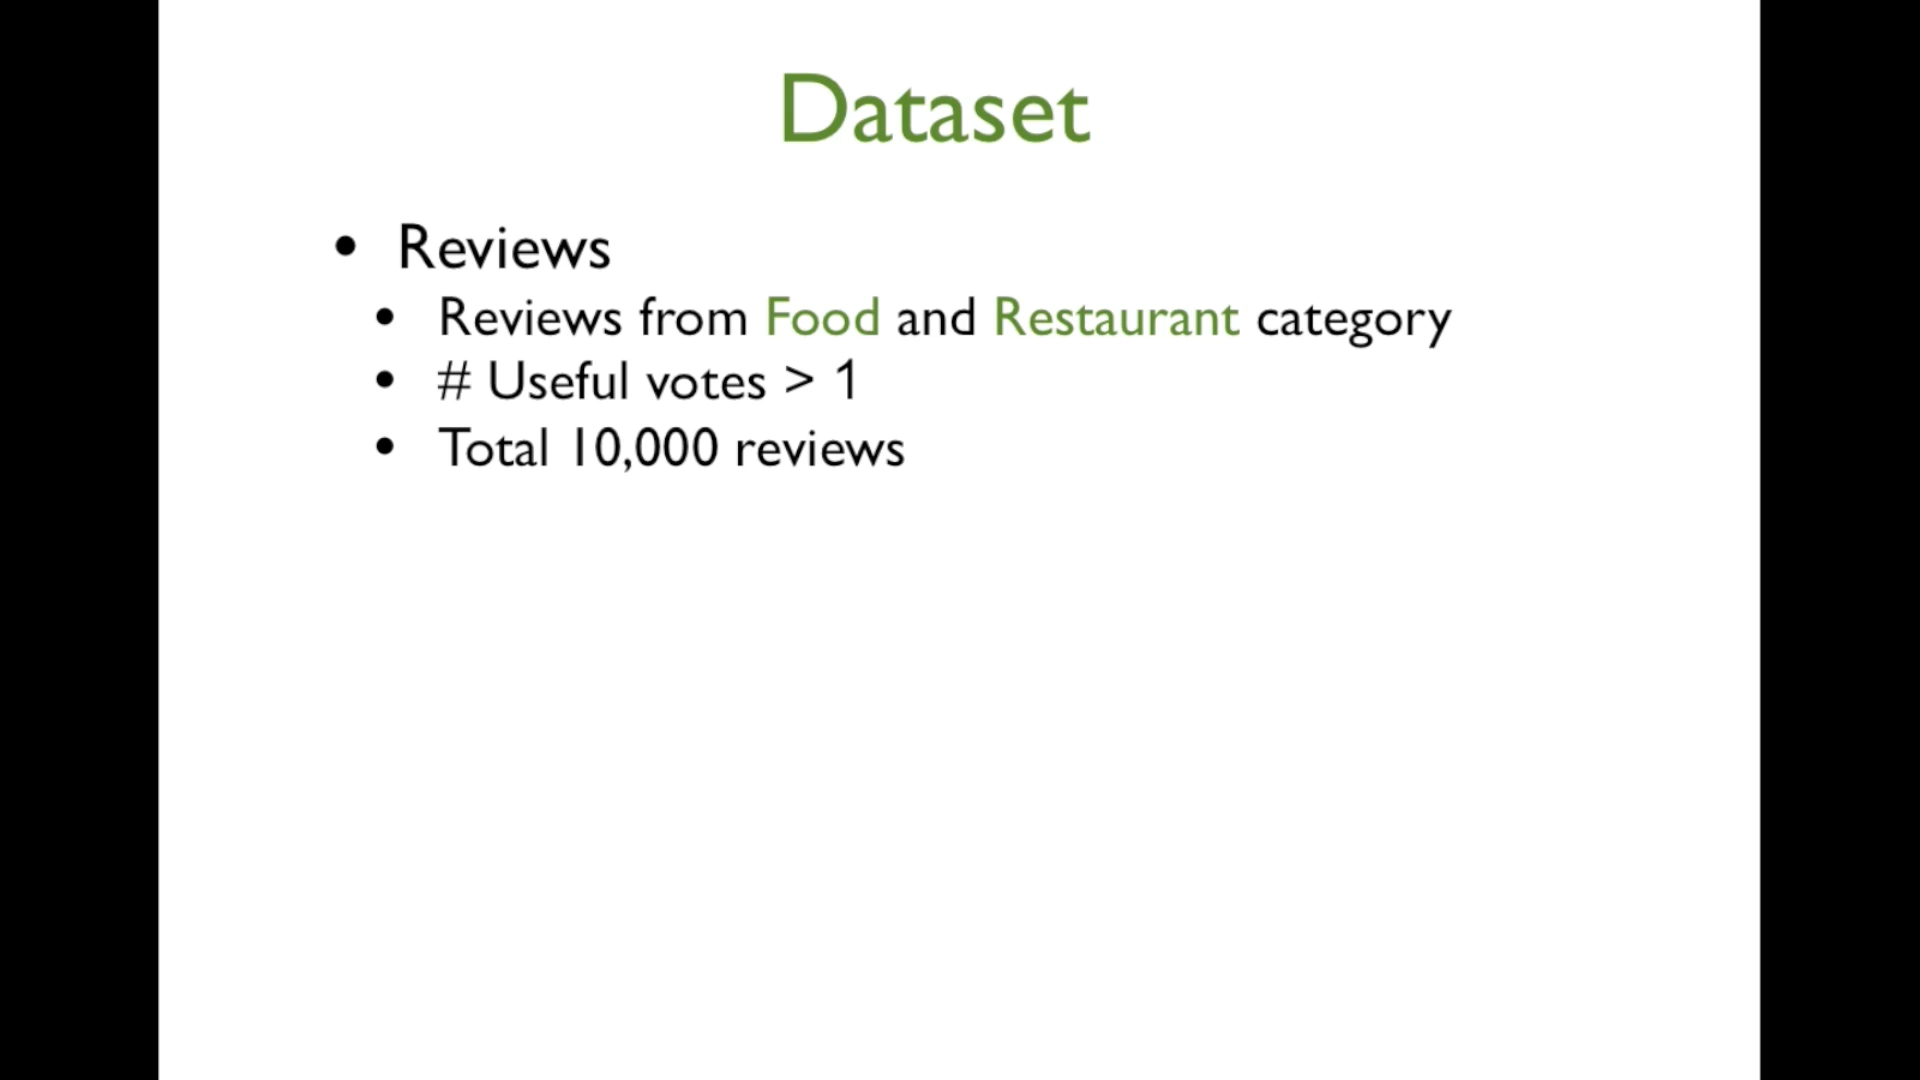 Dataset
• Reviews
• Reviews from Food and Restaurant category
• # Useful votes > 1
• Total 10,000 reviews